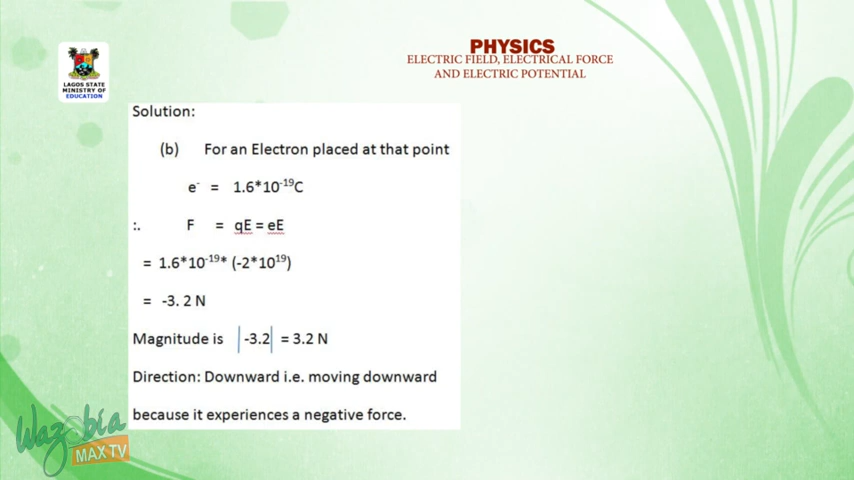 LAGOS STATE
MINISTRY OF
EDUCATION
PHYSICS
ELECTRIC FIELD, ELECTRICAL FORCE
AND ELECTRIC POTENTIAL
Solution:
(b) For an Electron placed at that point
e⁻ = 1.6*10⁻¹⁹C
:. F = qE = eE
= 1.6*10⁻¹⁹* (-2*10¹⁹)
= -3. 2 N
Magnitude is |-3.2| = 3.2 N
Direction: Downward i.e. moving downward
because it experiences a negative force.
Wazobia
MAX TV